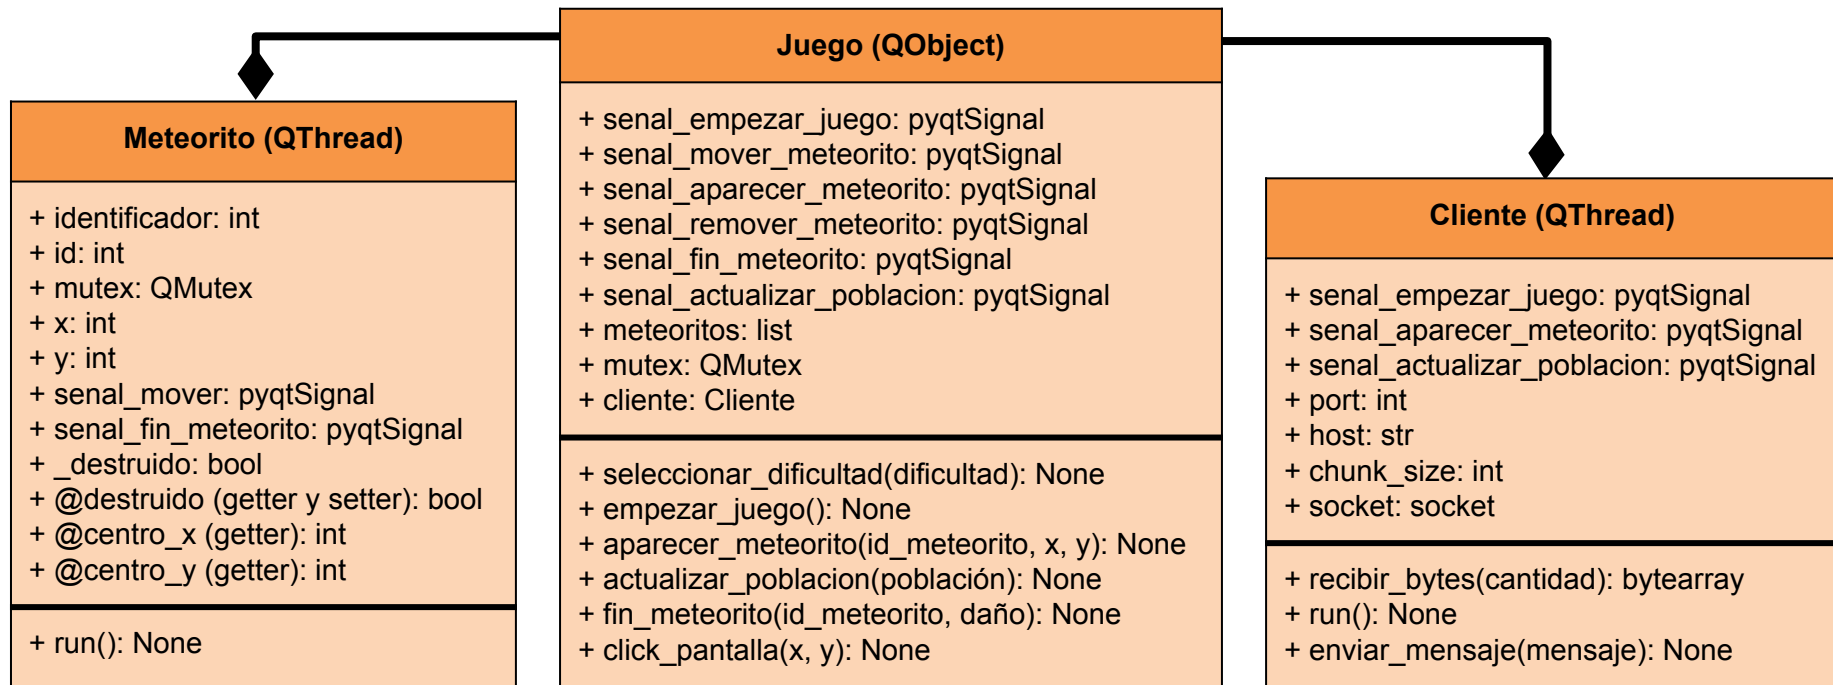 Meteorito (QThread)
+ identificador: int
+ id: int
+ mutex: QMutex
+ x: int
+ y: int
+ senal_mover: pyqtSignal
+ senal_fin_meteorito: pyqtSignal
+ _destruido: bool
+ @destruido (getter y setter): bool
+ @centro_x (getter): int
+ @centro_y (getter): int
+ run(): None
Juego (QObject)
+ senal_empezar_juego: pyqtSignal
+ senal_mover_meteorito: pyqtSignal
+ senal_aparecer_meteorito: pyqtSignal
+ senal_remover_meteorito: pyqtSignal
+ senal_fin_meteorito: pyqtSignal
+ senal_actualizar_poblacion: pyqtSignal
+ meteoritos: list
+ mutex: QMutex
+ cliente: Cliente
+ seleccionar_dificultad(dificultad): None
+ empezar_juego(): None
+ aparecer_meteorito(id_meteorito, x, y): None
+ actualizar_poblacion(población): None
+ fin_meteorito(id_meteorito, daño): None
+ click_pantalla(x, y): None
Cliente (QThread)
+ senal_empezar_juego: pyqtSignal
+ senal_aparecer_meteorito: pyqtSignal
+ senal_actualizar_poblacion: pyqtSignal
+ port: int
+ host: str
+ chunk_size: int
+ socket: socket
+ recibir_bytes(cantidad): bytearray
+ run(): None
+ enviar_mensaje(mensaje): None